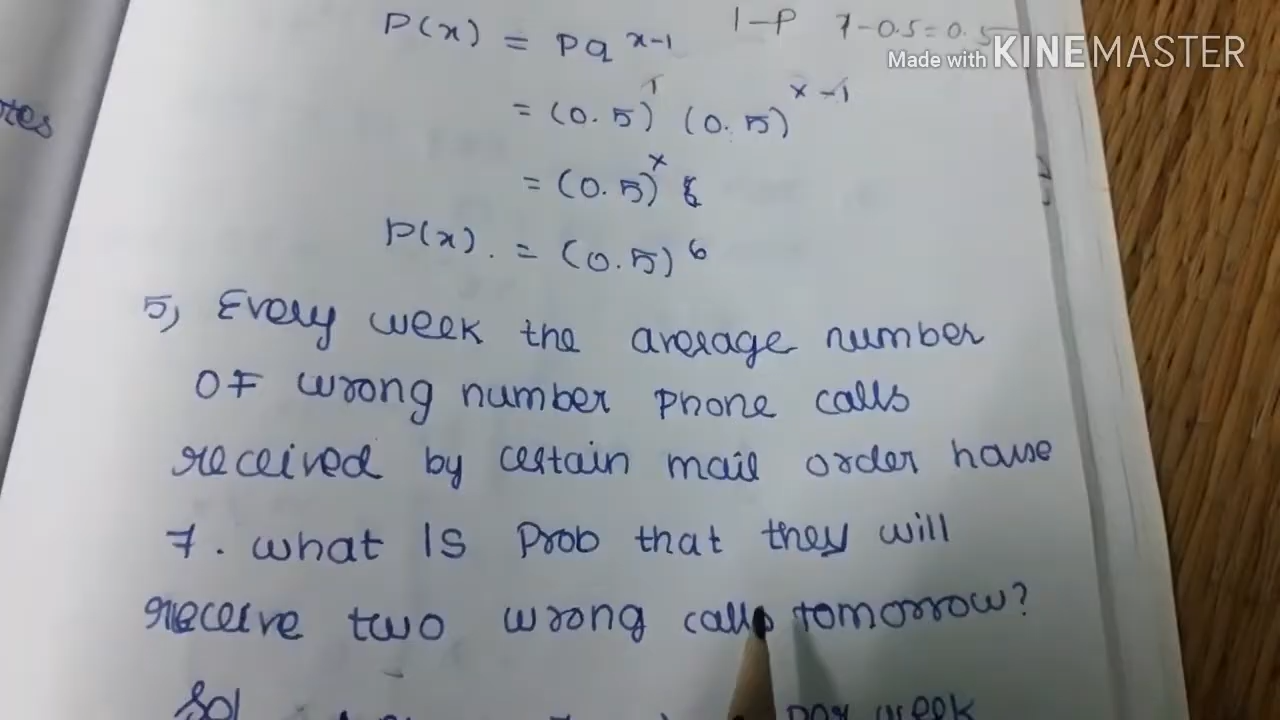 P(x) = pq^x-1    1-p    1-0.5=0.5
Made with KINEMASTER
= (0.5)^1 (0.5)^x-1
otes
= (0.5)^x
P(x). = (0.5)^6
5, Every week the average number
OF wrong number phone calls
received by certain mail order house
7. what Is Prob that they will
receive two wrong calls tomorrow?
Sol per week